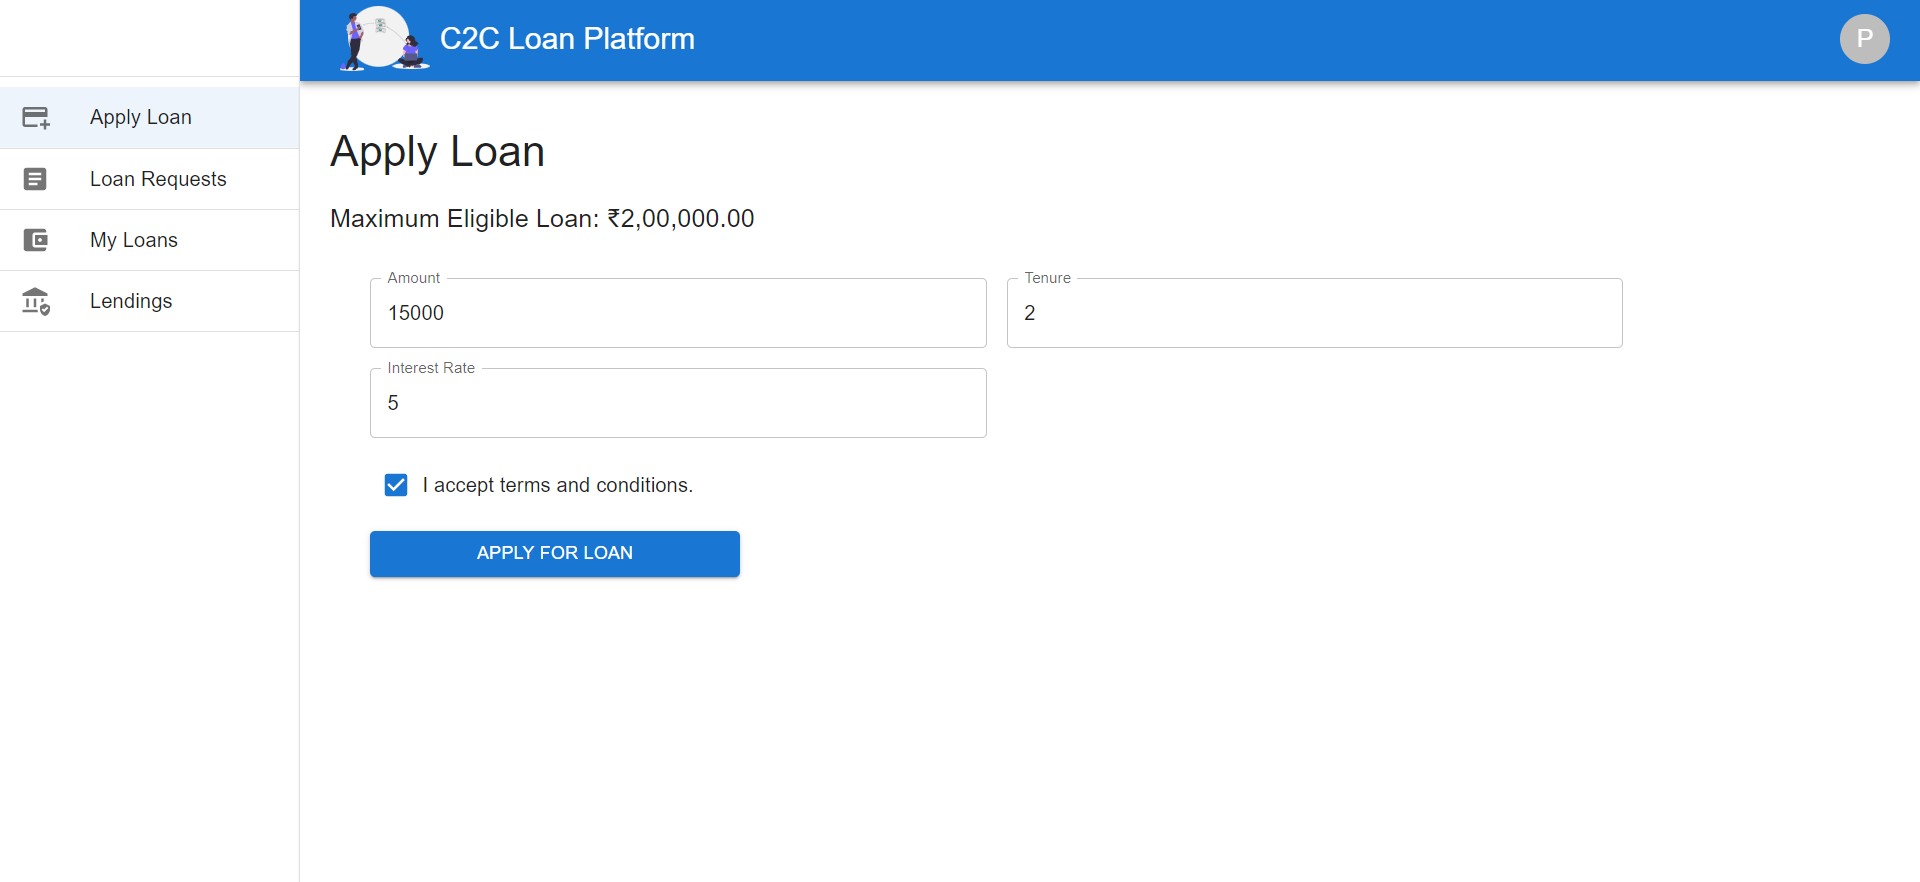 C2C Loan Platform
P
Apply Loan
Loan Requests
My Loans
Lendings
Apply Loan
Maximum Eligible Loan: ₹2,00,000.00
Amount
15000
Tenure
2
Interest Rate
5
I accept terms and conditions.
APPLY FOR LOAN